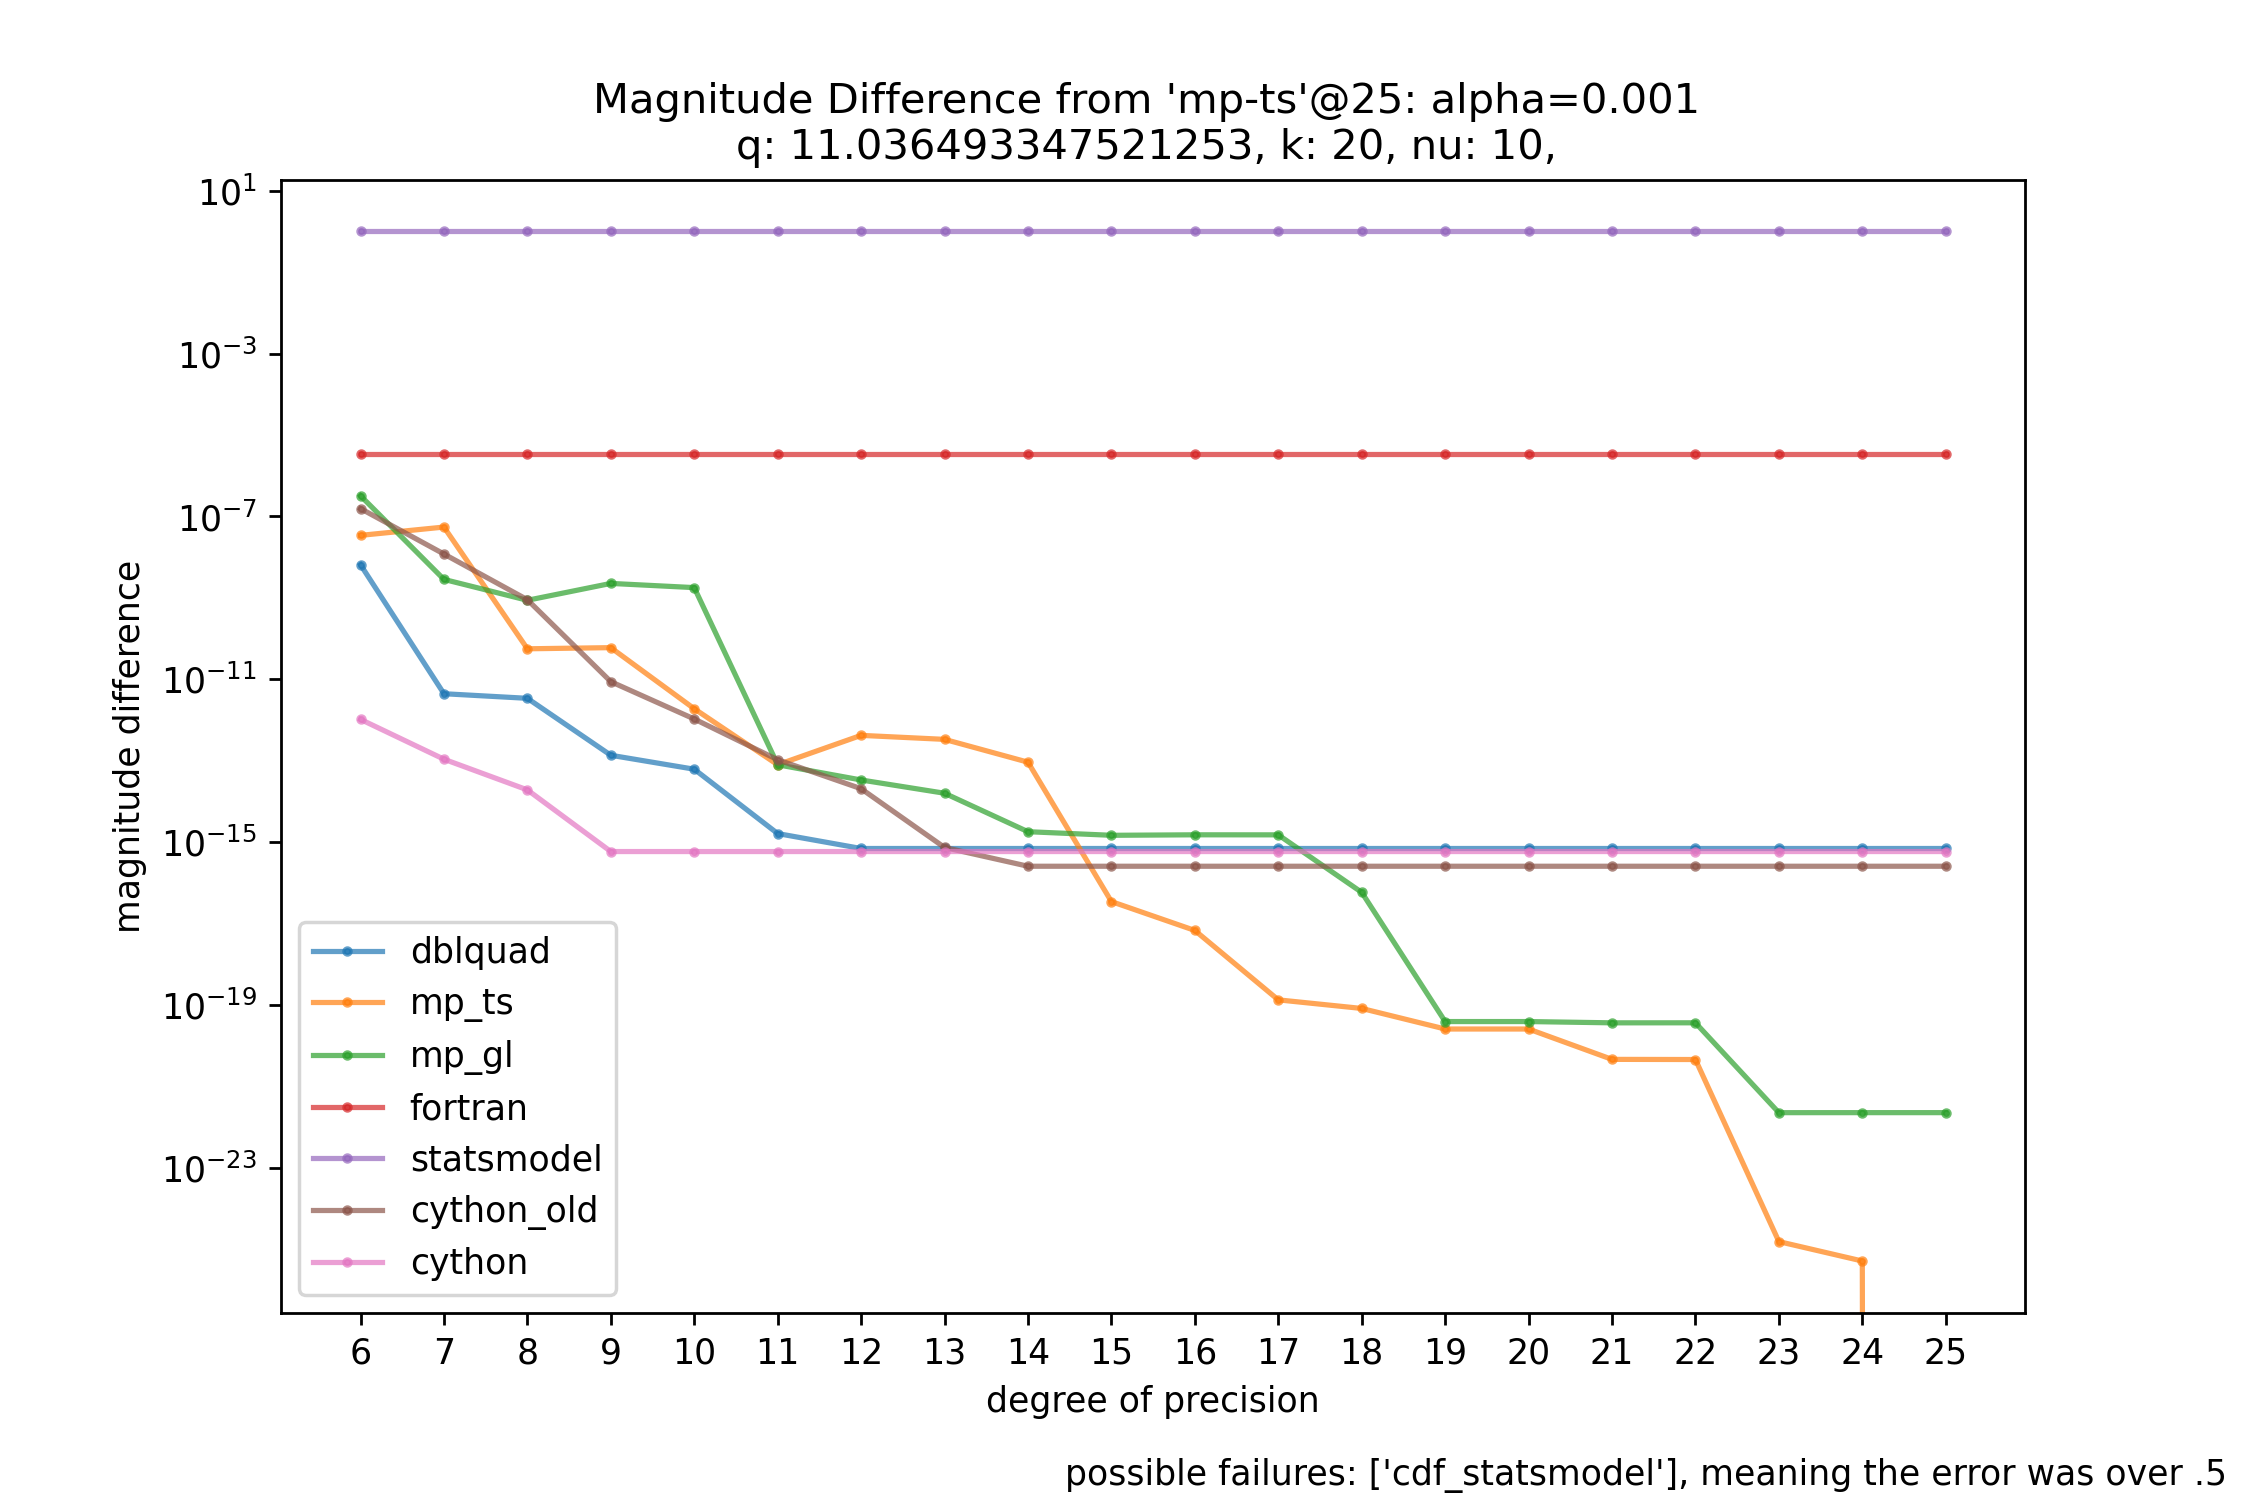 Magnitude Difference from 'mp-ts'@25: alpha=0.001
q: 11.036493347521253, k: 20, nu: 10,
magnitude difference
10¹
10⁻³
10⁻⁷
10⁻¹¹
10⁻¹⁵
10⁻¹⁹
10⁻²³
dblquad
mp_ts
mp_gl
fortran
statsmodel
cython_old
cython
6 7 8 9 10 11 12 13 14 15 16 17 18 19 20 21 22 23 24 25
degree of precision
possible failures: ['cdf_statsmodel'], meaning the error was over .5